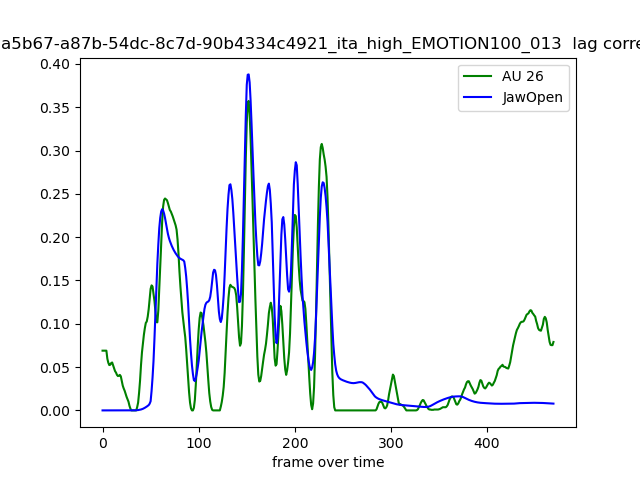 a5b67-a87b-54dc-8c7d-90b4334c4921_ita_high_EMOTION100_013 lag corre
AU 26
JawOpen
0.40
0.35
0.30
0.25
0.20
0.15
0.10
0.05
0.00
0 100 200 300 400
frame over time